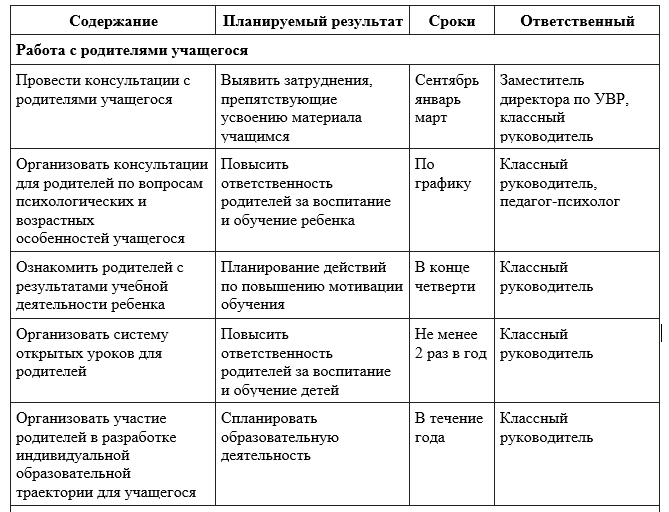 Содержание
Планируемый результат
Сроки
Ответственный
Работа с родителями учащегося
Провести консультации с
родителями учащегося
Выявить затруднения,
препятствующие
усвоению материала
учащимся
Сентябрь
январь
март
Заместитель
директора по УВР,
классный
руководитель
Организовать консультации
для родителей по вопросам
психологических и
возрастных
особенностей учащегося
Повысить
ответственность
родителей за воспитание
и обучение ребенка
По
графику
Классный
руководитель,
педагог-психолог
Ознакомить родителей с
результатами учебной
деятельности ребенка
Планирование действий
по повышению мотивации
обучения
В конце
четверти
Классный
руководитель
Организовать систему
открытых уроков для
родителей
Повысить
ответственность
родителей за воспитание
и обучение детей
Не менее
2 раз в год
Классный
руководитель
Организовать участие
родителей в разработке
индивидуальной
образовательной
траектории для учащегося
Спланировать
образовательную
деятельность
В течение
года
Классный
руководитель